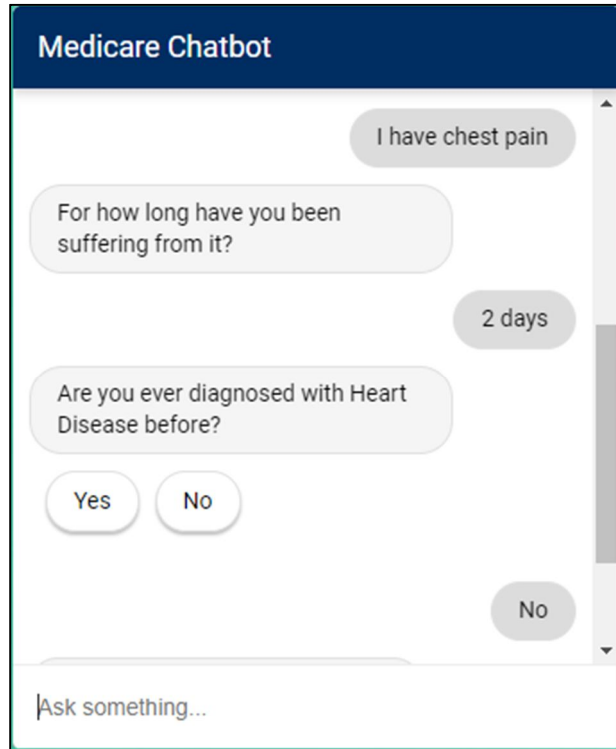 Medicare Chatbot
I have chest pain
For how long have you been
suffering from it?
2 days
Are you ever diagnosed with Heart
Disease before?
Yes No
No
Ask something...